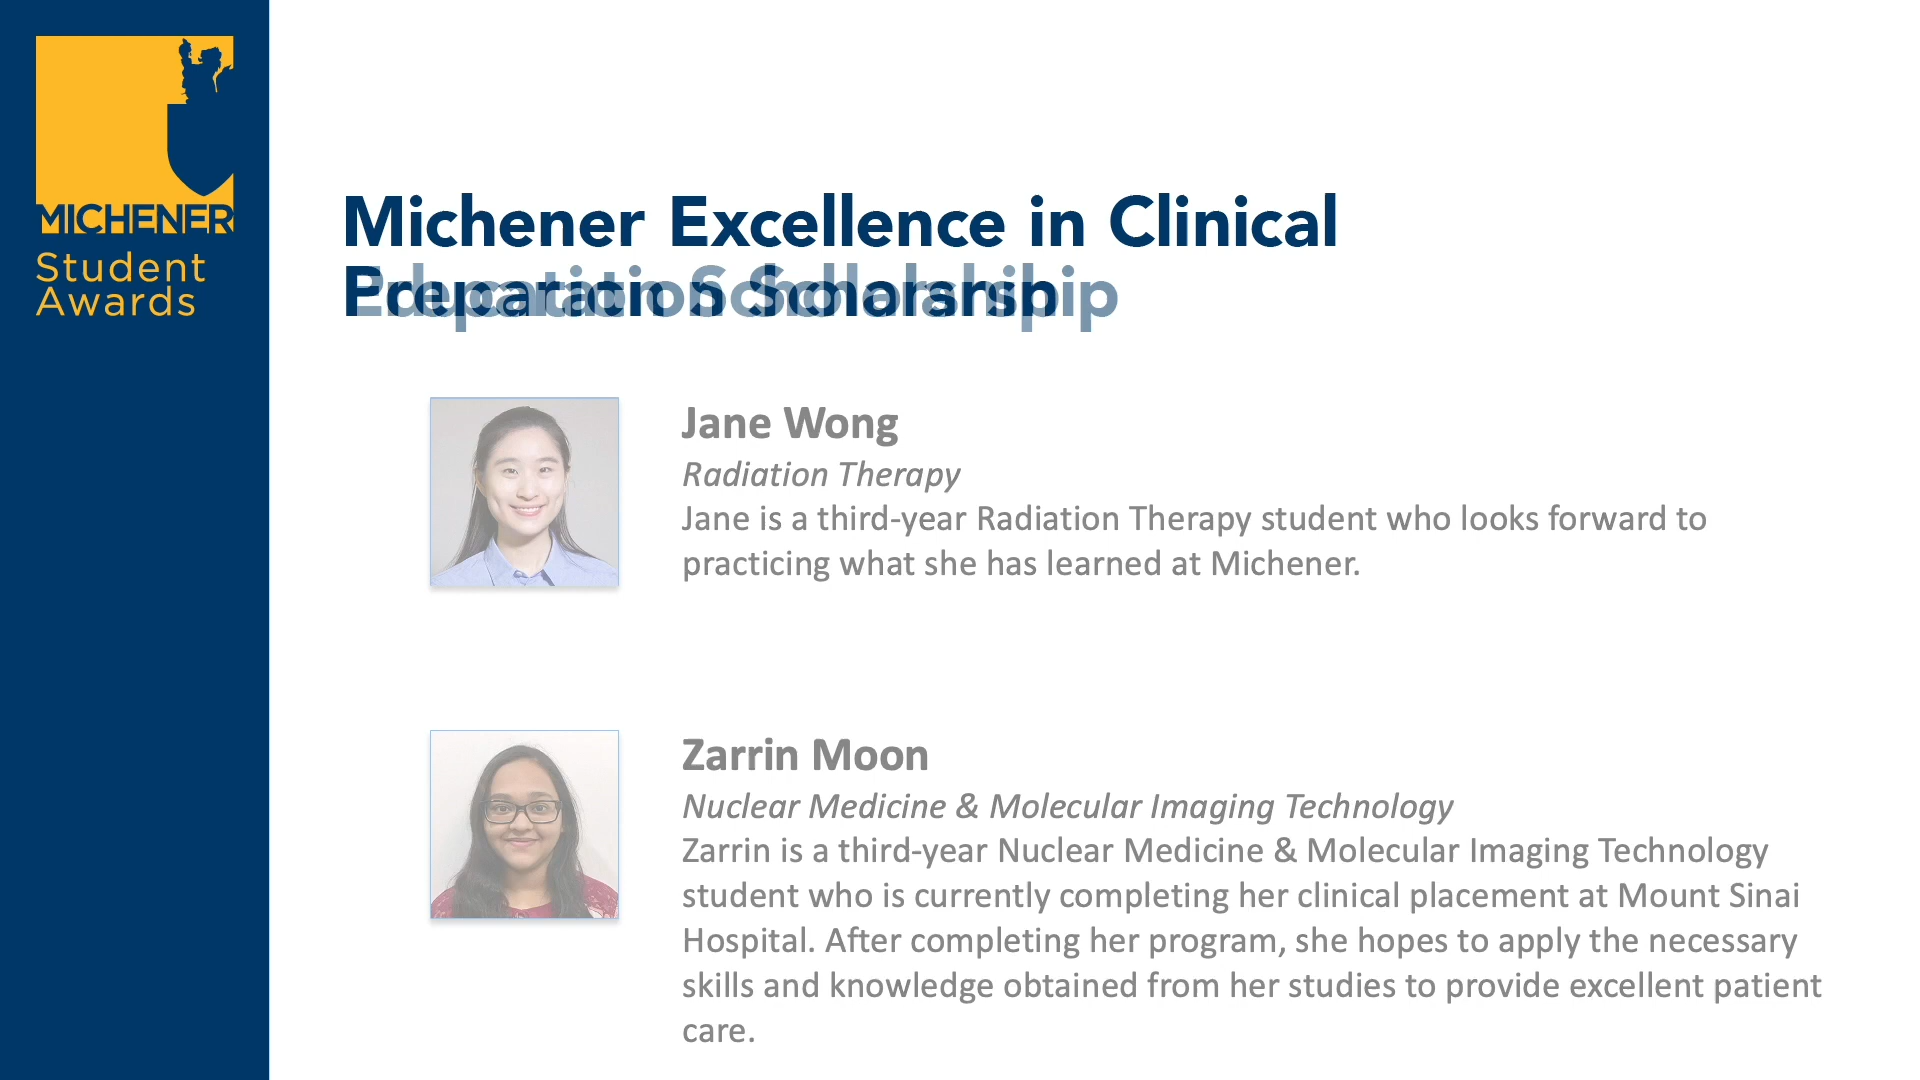 MICHENER
Student
Awards
Michener Excellence in Clinical
Scholarship
Jane Wong
Radiation Therapy
Jane is a third-year Radiation Therapy student who looks forward to
practicing what she has learned at Michener.
Zarrin Moon
Nuclear Medicine & Molecular Imaging Technology
Zarrin is a third-year Nuclear Medicine & Molecular Imaging Technology
student who is currently completing her clinical placement at Mount Sinai
Hospital. After completing her program, she hopes to apply the necessary
skills and knowledge obtained from her studies to provide excellent patient
care.